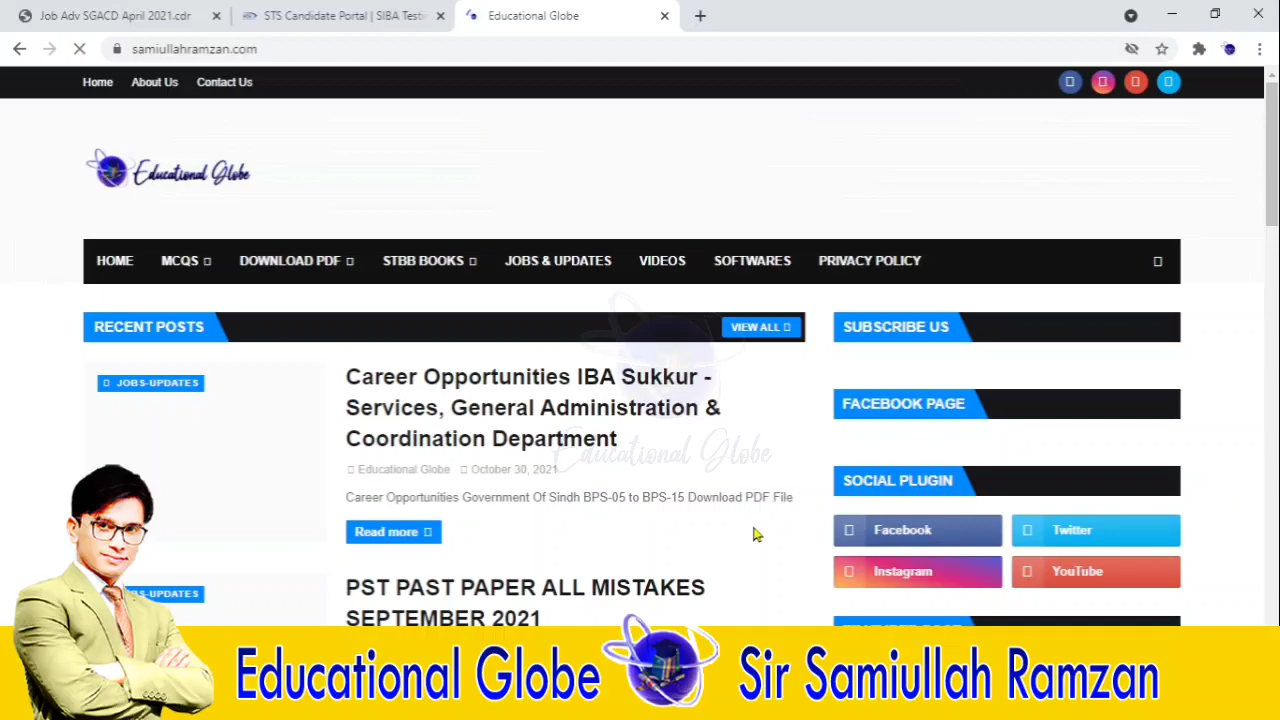 Job Adv SGACD April 2021.cdr
STS Candidate Portal | SIBA Testi
Educational Globe
samiullahramzan.com
Home About Us Contact Us
Educational Globe
HOME MCQS DOWNLOAD PDF STBB BOOKS JOBS & UPDATES VIDEOS SOFTWARES PRIVACY POLICY
RECENT POSTS
VIEW ALL
SUBSCRIBE US
JOBS-UPDATES
Career Opportunities IBA Sukkur -
Services, General Administration &
Coordination Department
Educational Globe October 30, 2021
Career Opportunities Government Of Sindh BPS-05 to BPS-15 Download PDF File
Read more
FACEBOOK PAGE
Educational Globe
SOCIAL PLUGIN
Facebook Twitter
Instagram YouTube
PST PAST PAPER ALL MISTAKES
SEPTEMBER 2021
Educational Globe Sir Samiullah Ramzan